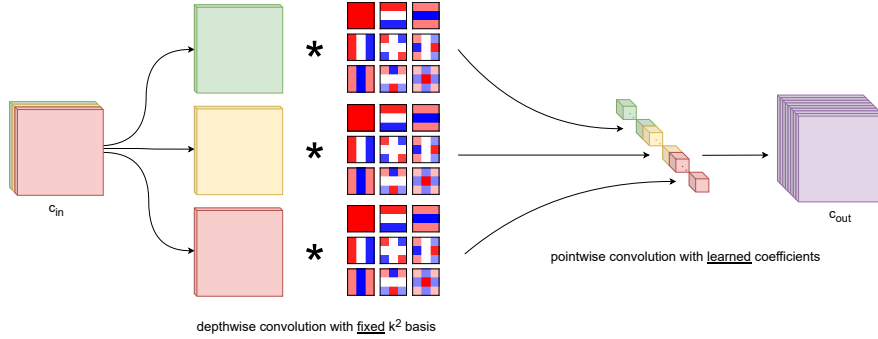 * 
*
*
c_in
c_out
pointwise convolution with learned coefficients
depthwise convolution with fixed k² basis